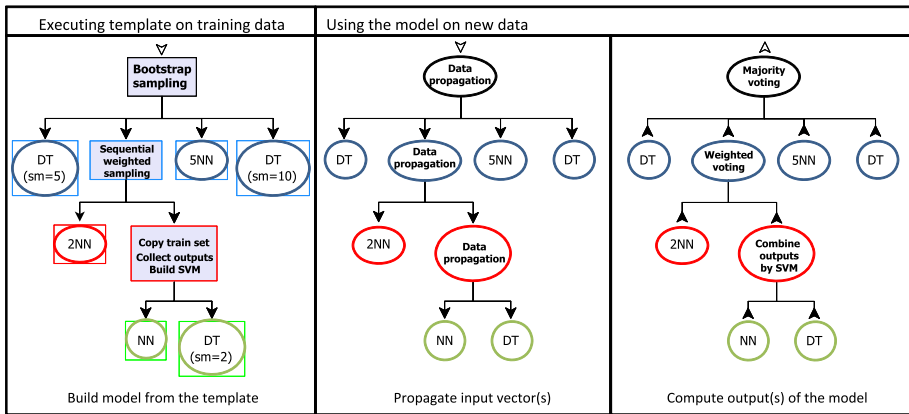 Executing template on training data
Using the model on new data
Bootstrap
sampling
DT
(sm=5)
Sequential
weighted
sampling
5NN
DT
(sm=10)
2NN
Copy train set
Collect outputs
Build SVM
NN
DT
(sm=2)
Build model from the template
Data
propagation
DT
Data
propagation
5NN
DT
2NN
Data
propagation
NN
DT
Propagate input vector(s)
Majority
voting
DT
Weighted
voting
5NN
DT
2NN
Combine
outputs
by SVM
NN
DT
Compute output(s) of the model